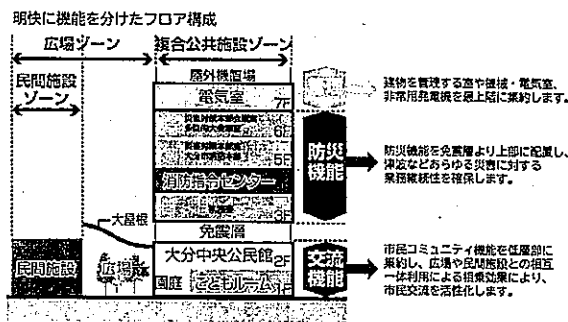 明快に機能を分けたフロア構成
広場ゾーン
複合公共施設ゾーン
民間施設
ゾーン
屋外機置場
電気室 7F
6F
5F
消防指令センター
3F
免震層
大屋根
民間施設
広場
大分中央公民館 2F
園庭 こどもルーム 1F
防災
機能
交流
機能
建物を管理する室や機械・電気室、
非常用発電機を最上階に集約します。
防災機能を免震層より上部に配置し、
津波などあらゆる災害に対する
業務継続性を確保します。
市民コミュニティ機能を低層部に
集約し、広場や民間施設との相互
一体利用による相乗効果により、
市民交流を活性化します。